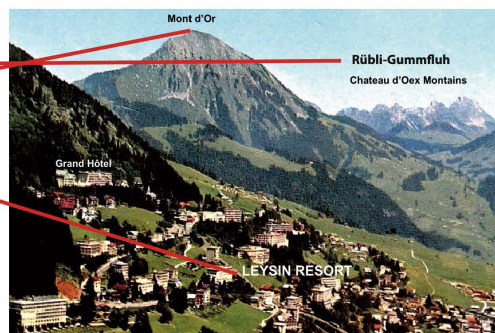 Mont d'Or
Rübli-Gummfluh
Chateau d'Oex Montains
Grand Hôtel
LEYSIN RESORT